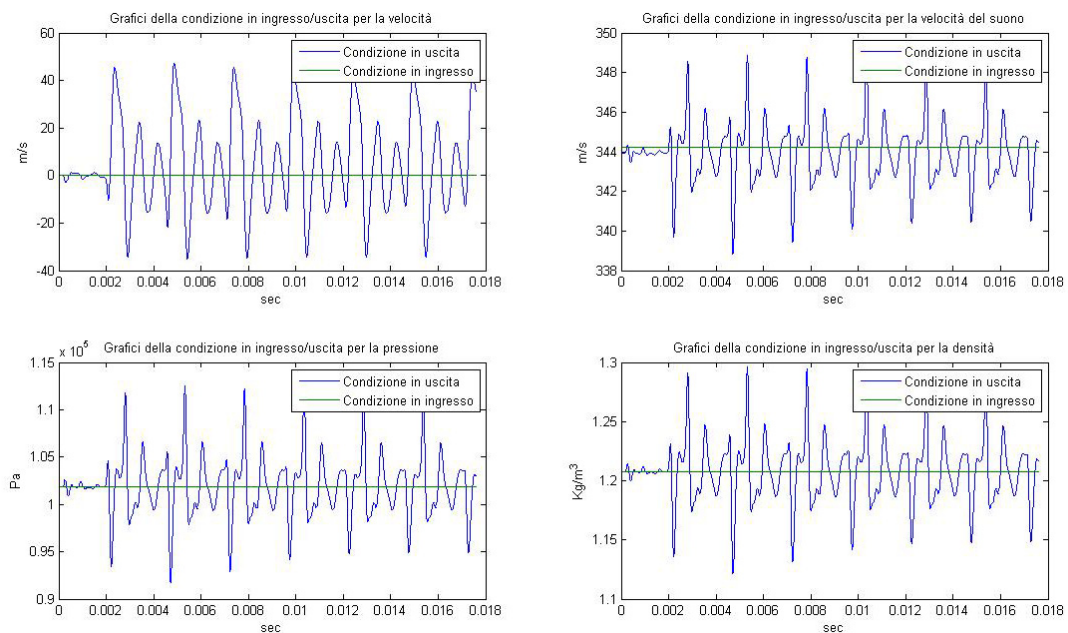 Grafici della condizione in ingresso/uscita per la velocità
60
40
20
0
-20
-40
m/s
Condizione in uscita
Condizione in ingresso
0 0.002 0.004 0.006 0.008 0.01 0.012 0.014 0.016 0.018
sec
Grafici della condizione in ingresso/uscita per la velocità del suono
350
348
346
344
342
340
338
m/s
Condizione in uscita
Condizione in ingresso
0 0.002 0.004 0.006 0.008 0.01 0.012 0.014 0.016 0.018
sec
Grafici della condizione in ingresso/uscita per la pressione
x 10⁵
1.15
1.1
1.05
1
0.95
0.9
Pa
Condizione in uscita
Condizione in ingresso
0 0.002 0.004 0.006 0.008 0.01 0.012 0.014 0.016 0.018
sec
Grafici della condizione in ingresso/uscita per la densità
1.3
1.25
1.2
1.15
1.1
Kg/m³
Condizione in uscita
Condizione in ingresso
0 0.002 0.004 0.006 0.008 0.01 0.012 0.014 0.016 0.018
sec